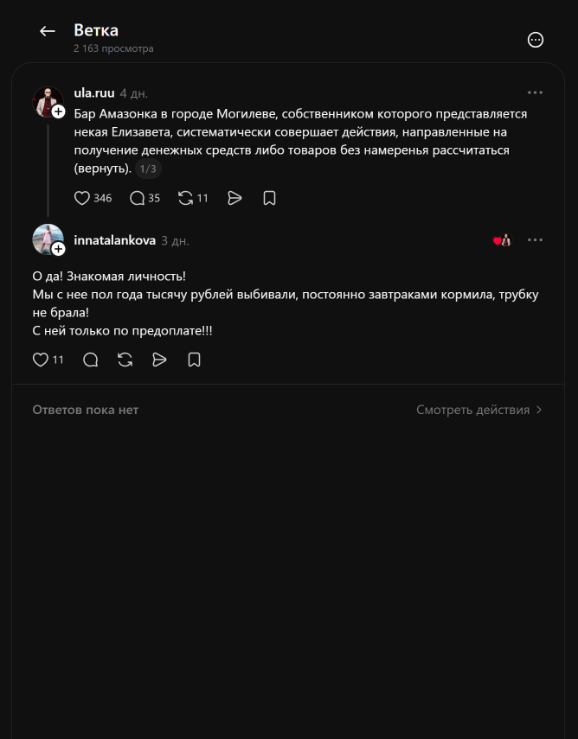 Ветка
2 163 просмотра
ula.ruu 4 дн.
Бар Амазонка в городе Могилеве, собственником которого представляется
некая Елизавета, систематически совершает действия, направленные на
получение денежных средств либо товаров без намеренья рассчитаться
(вернуть). 1/3
346 35 11
innatalankova 3 дн.
О да! Знакомая личность!
Мы с нее пол года тысячу рублей выбивали, постоянно завтраками кормила, трубку
не брала!
С ней только по предоплате!!!
11
Ответов пока нет Смотреть действия